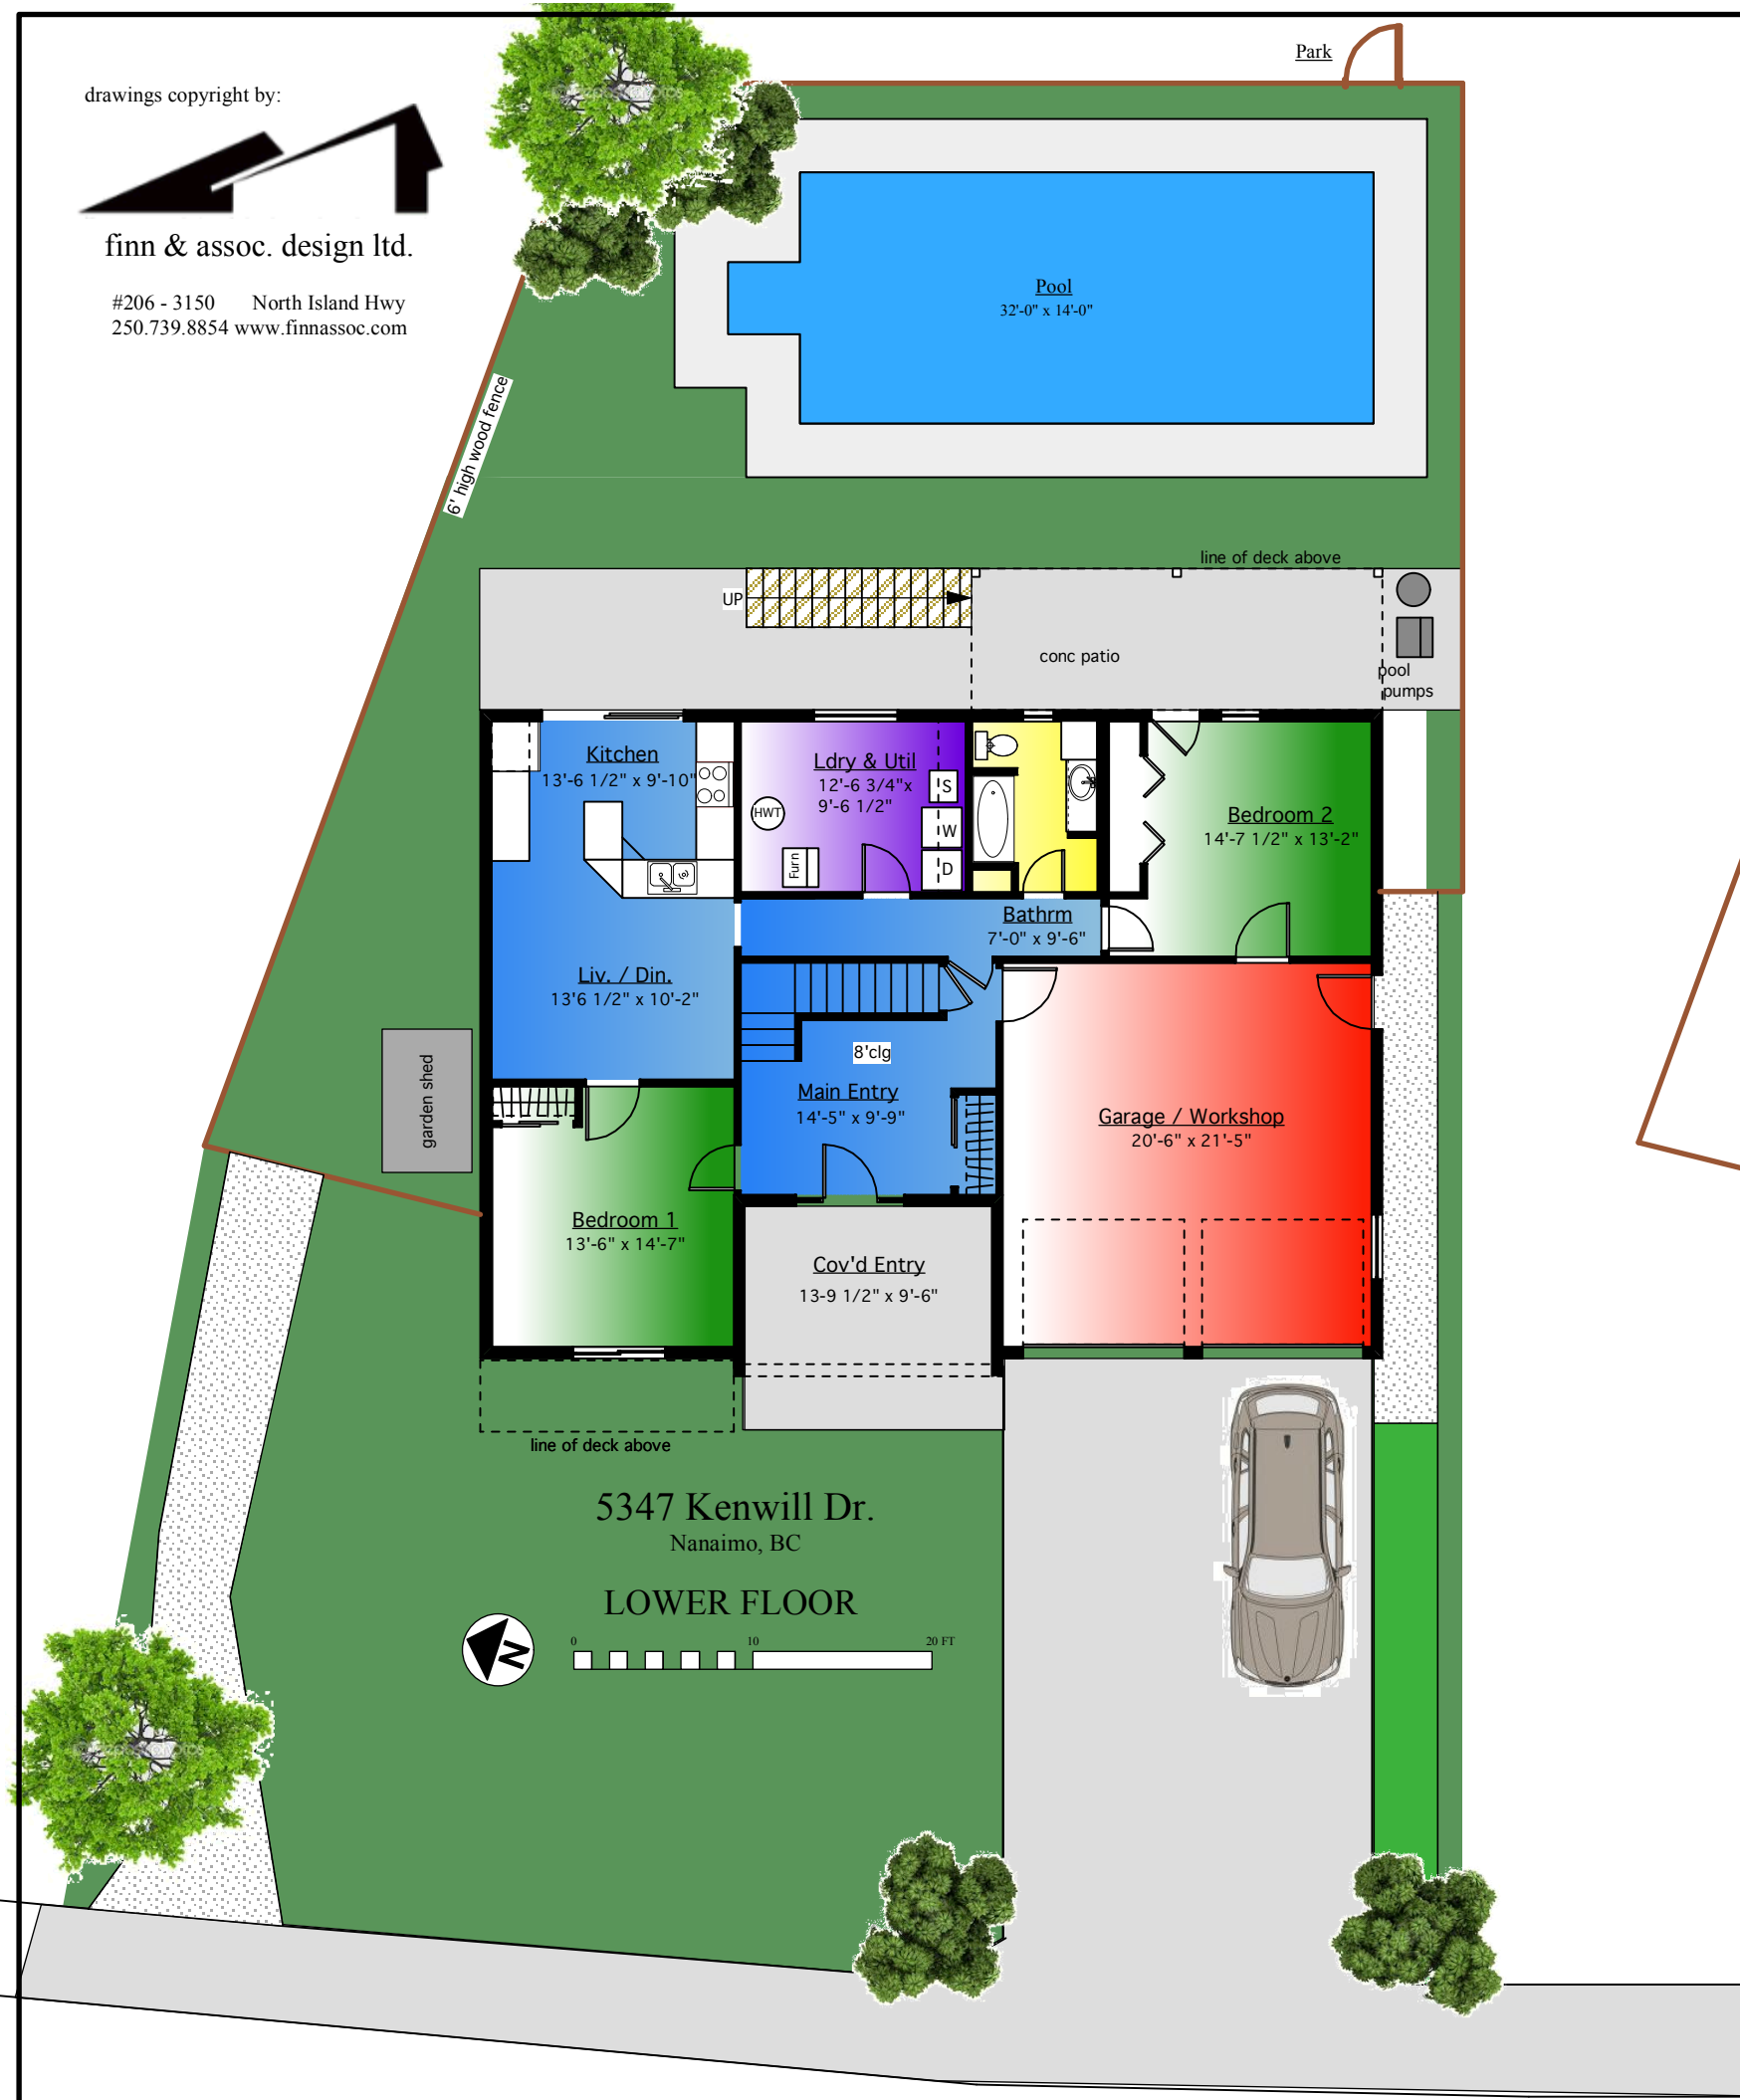 drawings copyright by:
finn & assoc. design ltd.
#206 - 3150 North Island Hwy
250.739.8854 www.finnassoc.com
Park
Pool
32'-0" x 14'-0"
6' high wood fence
line of deck above
UP
conc patio
pool
pumps
Kitchen
13'-6 1/2" x 9'-10"
Ldry & Util
12'-6 3/4"x
9'-6 1/2"
HWT
Furn
S
W
D
Bedroom 2
14'-7 1/2" x 13'-2"
Bathrm
7'-0" x 9'-6"
Liv. / Din.
13'6 1/2" x 10'-2"
garden shed
8'clg
Main Entry
14'-5" x 9'-9"
Garage / Workshop
20'-6" x 21'-5"
Bedroom 1
13'-6" x 14'-7"
Cov'd Entry
13-9 1/2" x 9'-6"
line of deck above
5347 Kenwill Dr.
Nanaimo, BC
LOWER FLOOR
N
0 10 20 FT